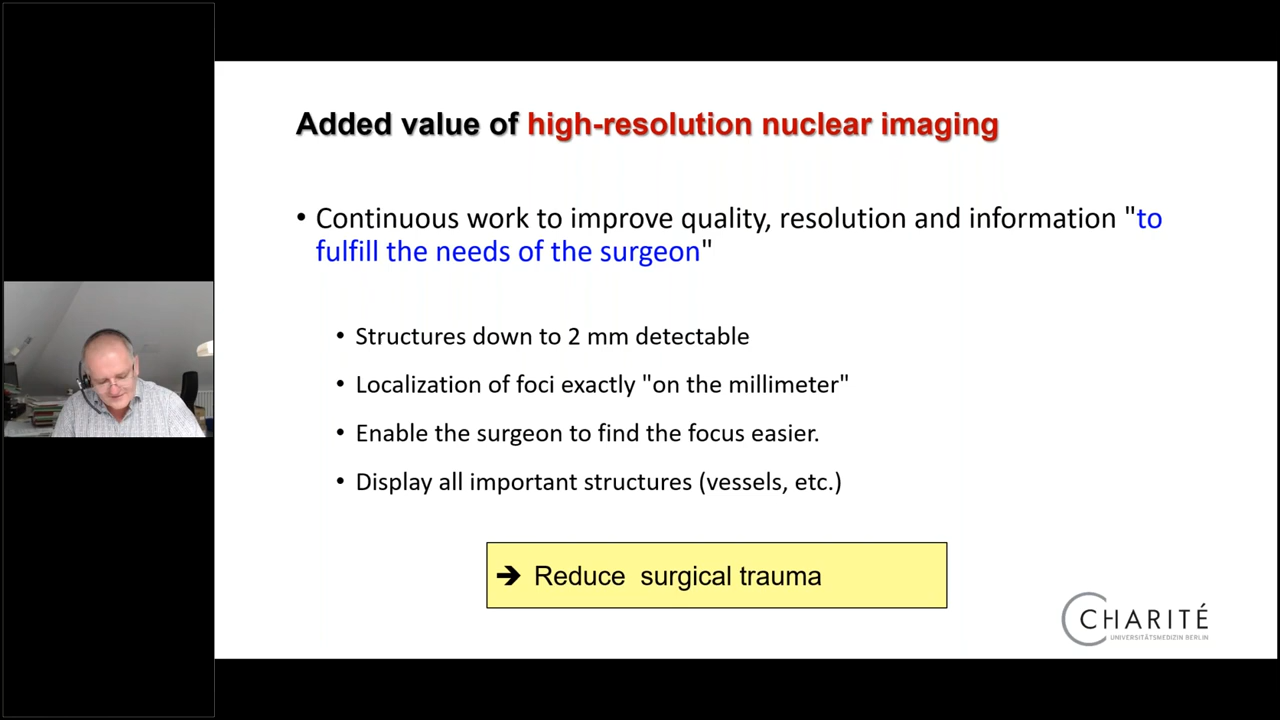 Added value of high-resolution nuclear imaging
• Continuous work to improve quality, resolution and information "to
fulfill the needs of the surgeon"
• Structures down to 2 mm detectable
• Localization of foci exactly "on the millimeter"
• Enable the surgeon to find the focus easier.
• Display all important structures (vessels, etc.)
➔ Reduce  surgical trauma
CHARITÉ
UNIVERSITÄTSMEDIZIN BERLIN